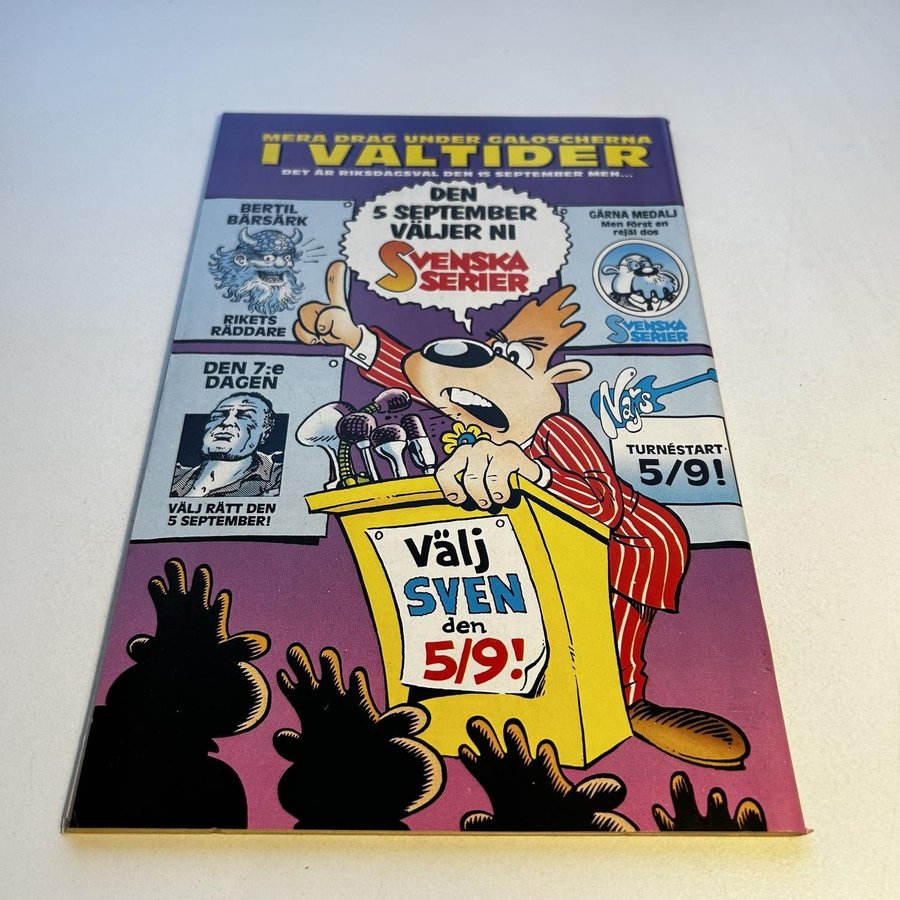 MERA DRAG UNDER GALOSCHERNA
I VALTIDER
DET ÄR RIKSDAGSVAL DEN 15 SEPTEMBER MEN...
BERTIL
BÄRSÄRK
RIKETS
RÄDDARE
DEN
5 SEPTEMBER
VÄLJER NI
SVENSKA
SERIER
GÄRNA MEDALJ
Men först en
rejäl dos
SVENSKA
SERIER
DEN 7:e
DAGEN
VÄLJ RÄTT DEN
5 SEPTEMBER!
Näjs
TURNÉSTART
5/9!
Välj
SVEN
den
5/9!